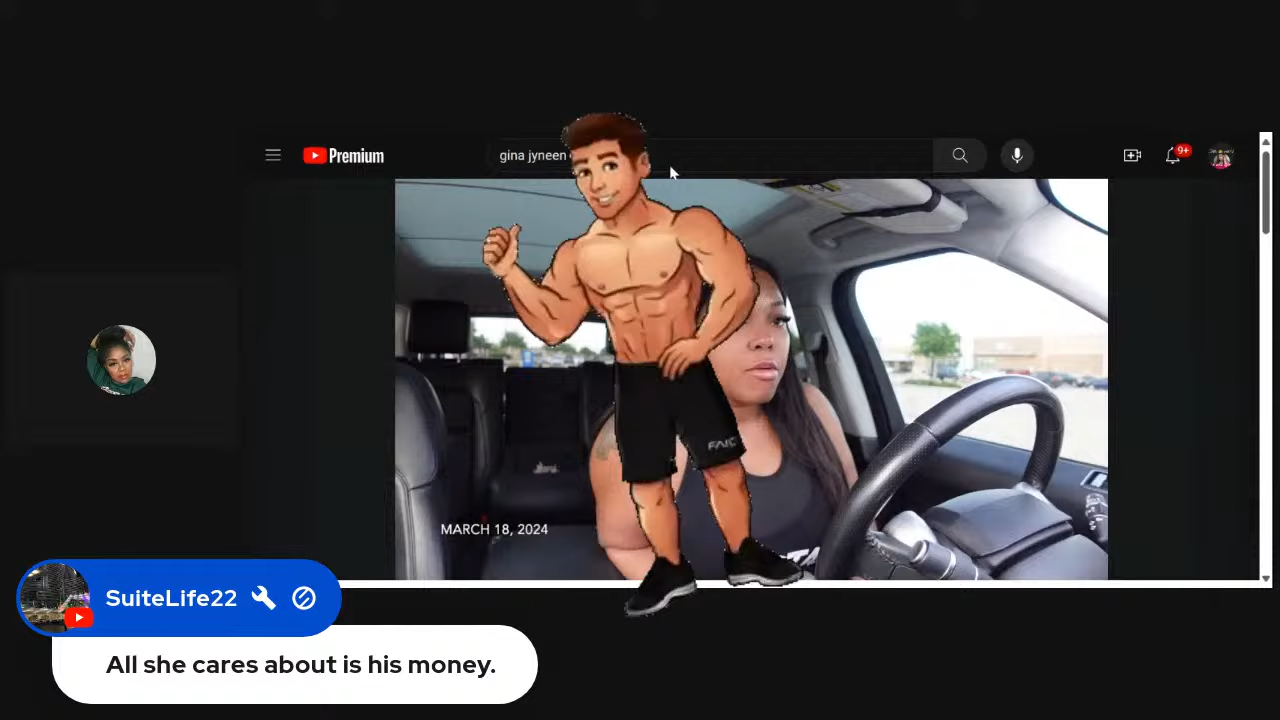 Premium
gina jyneen
9+
MARCH 18, 2024
SuiteLife22
All she cares about is his money.